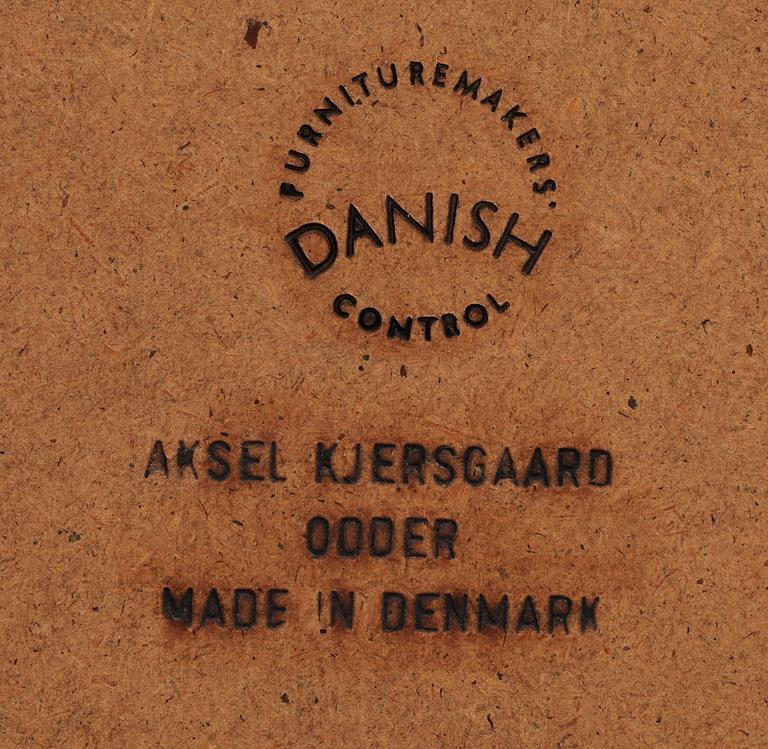 FURNITUREMAKERS'
DANISH
CONTROL
AKSEL KJERSGAARD
ODDER
MADE IN DENMARK